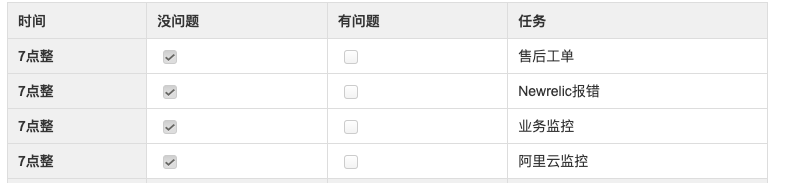 时间 没问题 有问题 任务
7点整 售后工单
7点整 Newrelic报错
7点整 业务监控
7点整 阿里云监控